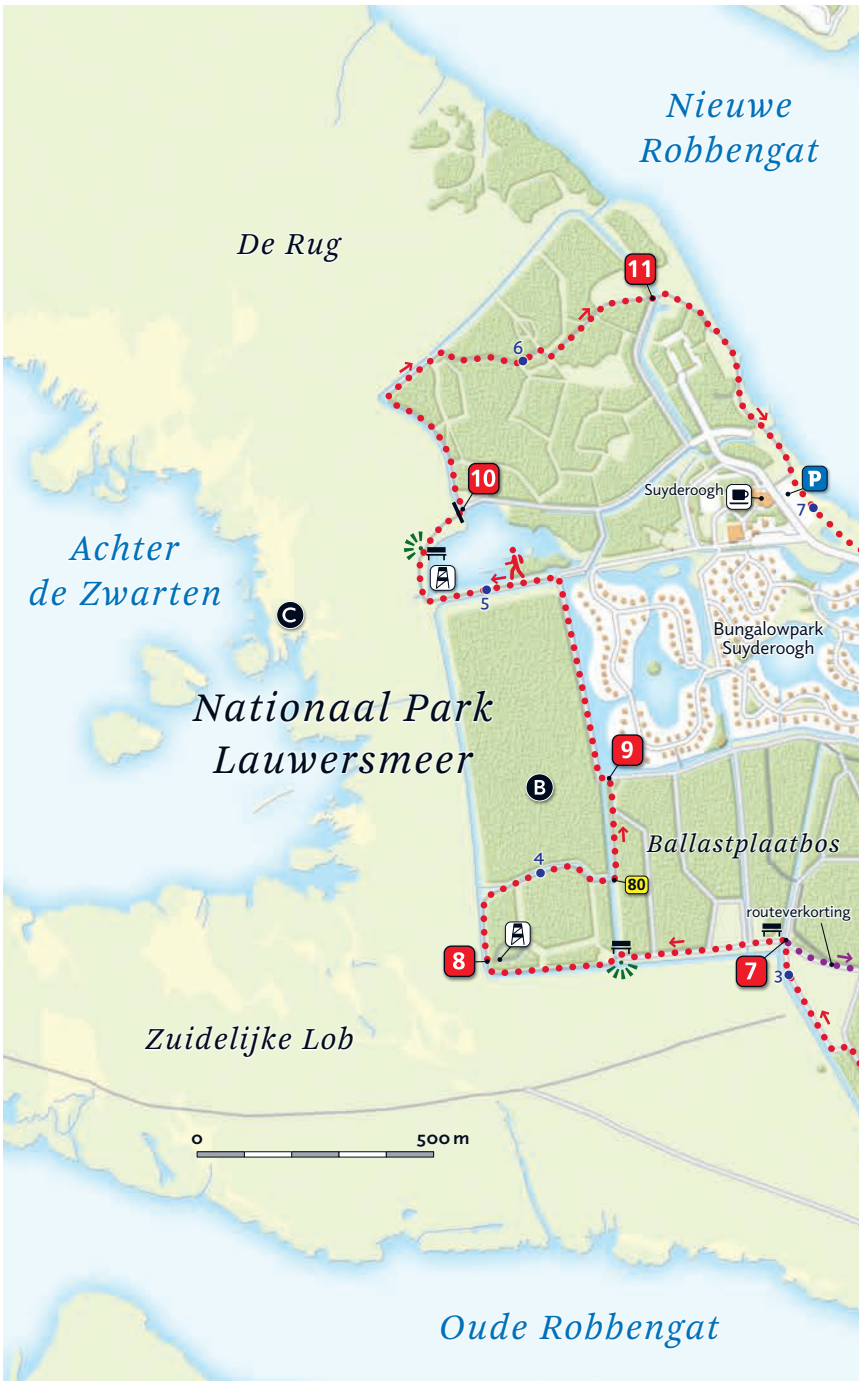 Nieuwe
Robbengat
De Rug
11
6
10
P
Suyderoogh
7
Achter
de Zwarten
5
C
Bungalowpark
Suyderoogh
Nationaal Park
Lauwersmeer
9
B
Ballastplaatbos
4
80
routeverkorting
8
7
3
Zuidelijke Lob
0 500 m
Oude Robbengat